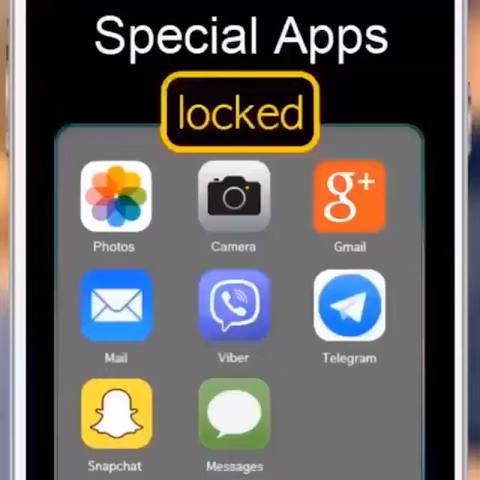 Special Apps
locked
g+
Photos
Camera
Gmail
Mail
Viber
Telegram
Snapchat
Messages